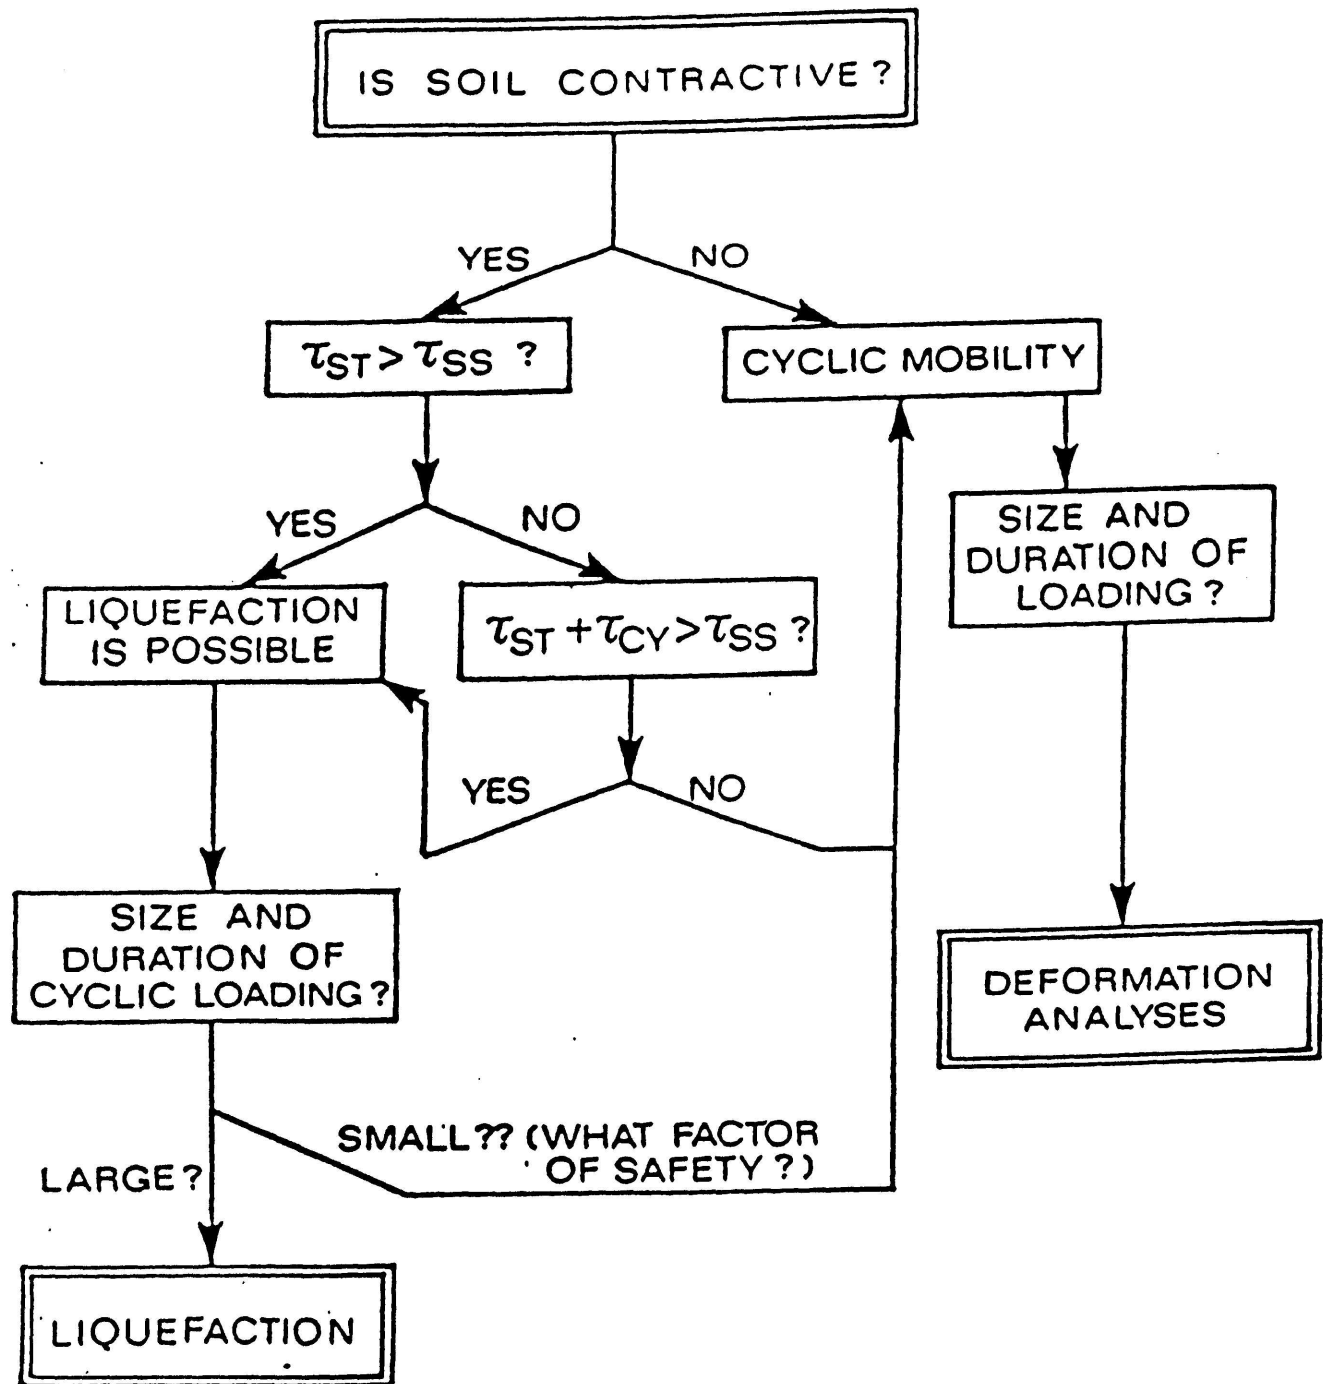 IS SOIL CONTRACTIVE?
YES
NO
τST > τSS ?
CYCLIC MOBILITY
YES
NO
SIZE AND
DURATION OF
LOADING?
LIQUEFACTION
IS POSSIBLE
τST + τCY > τSS ?
YES
NO
SIZE AND
DURATION OF
CYCLIC LOADING?
DEFORMATION
ANALYSES
SMALL?? (WHAT FACTOR
OF SAFETY?)
LARGE?
LIQUEFACTION